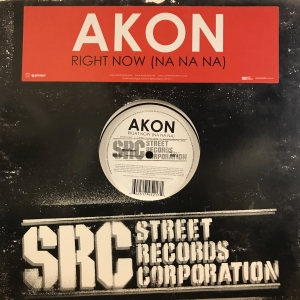 AKON
RIGHT NOW (NA NA NA)
AKON
RIGHT NOW (NA NA NA)
SRC STREET
RECORDS
CORPORATION
SRC STREET
RECORDS
CORPORATION